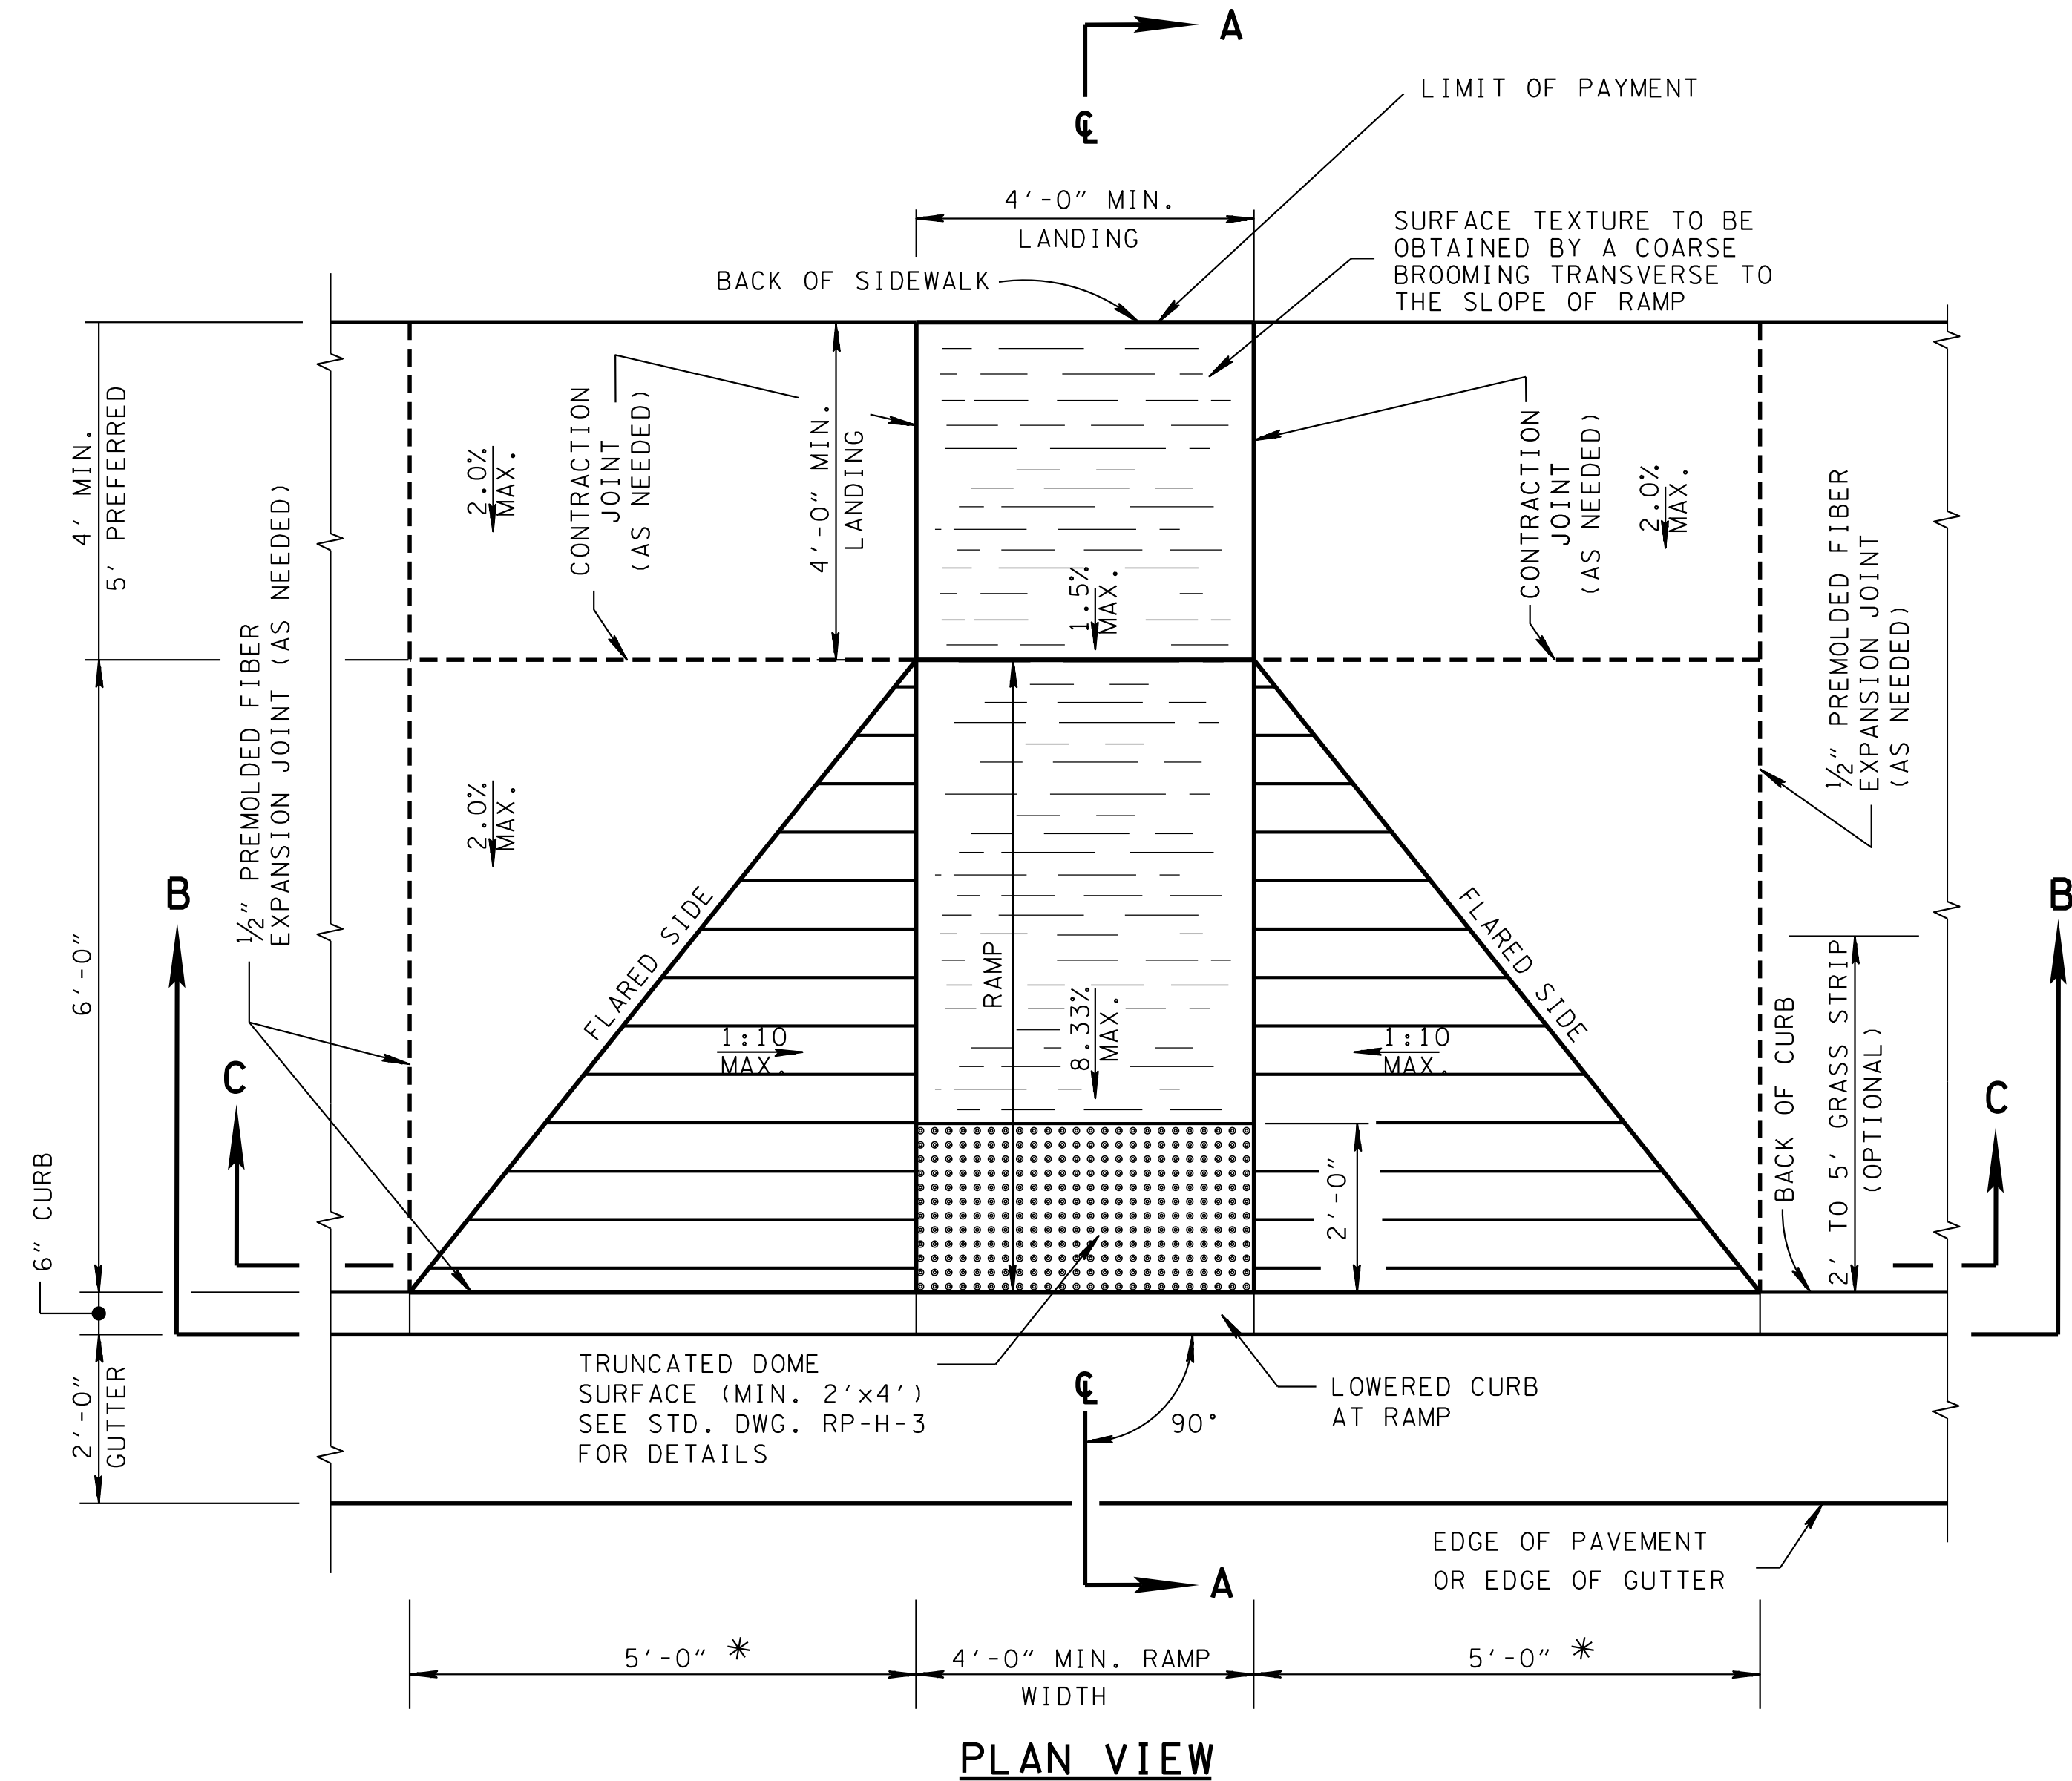 A
℄
LIMIT OF PAYMENT
4'-0" MIN.
LANDING
SURFACE TEXTURE TO BE
OBTAINED BY A COARSE
BROOMING TRANSVERSE TO
THE SLOPE OF RAMP
BACK OF SIDEWALK
4' MIN.
5' PREFERRED
2.0%
MAX.
CONTRACTION
JOINT
(AS NEEDED)
4'-0" MIN.
LANDING
1.5%
MAX.
CONTRACTION
JOINT
(AS NEEDED)
2.0%
MAX.
½" PREMOLDED FIBER
EXPANSION JOINT
(AS NEEDED)
½" PREMOLDED FIBER
EXPANSION JOINT (AS NEEDED)
2.0%
MAX.
B
B
6'-0"
FLARED SIDE
RAMP
FLARED SIDE
1:10
MAX.
8.33%
MAX.
1:10
MAX.
C
C
BACK OF CURB
2' TO 5' GRASS STRIP
(OPTIONAL)
6" CURB
2'-0"
2'-0"
GUTTER
TRUNCATED DOME
SURFACE (MIN. 2'x4')
SEE STD. DWG. RP-H-3
FOR DETAILS
℄
90°
LOWERED CURB
AT RAMP
EDGE OF PAVEMENT
OR EDGE OF GUTTER
A
5'-0" *
4'-0" MIN. RAMP
WIDTH
5'-0" *
PLAN VIEW